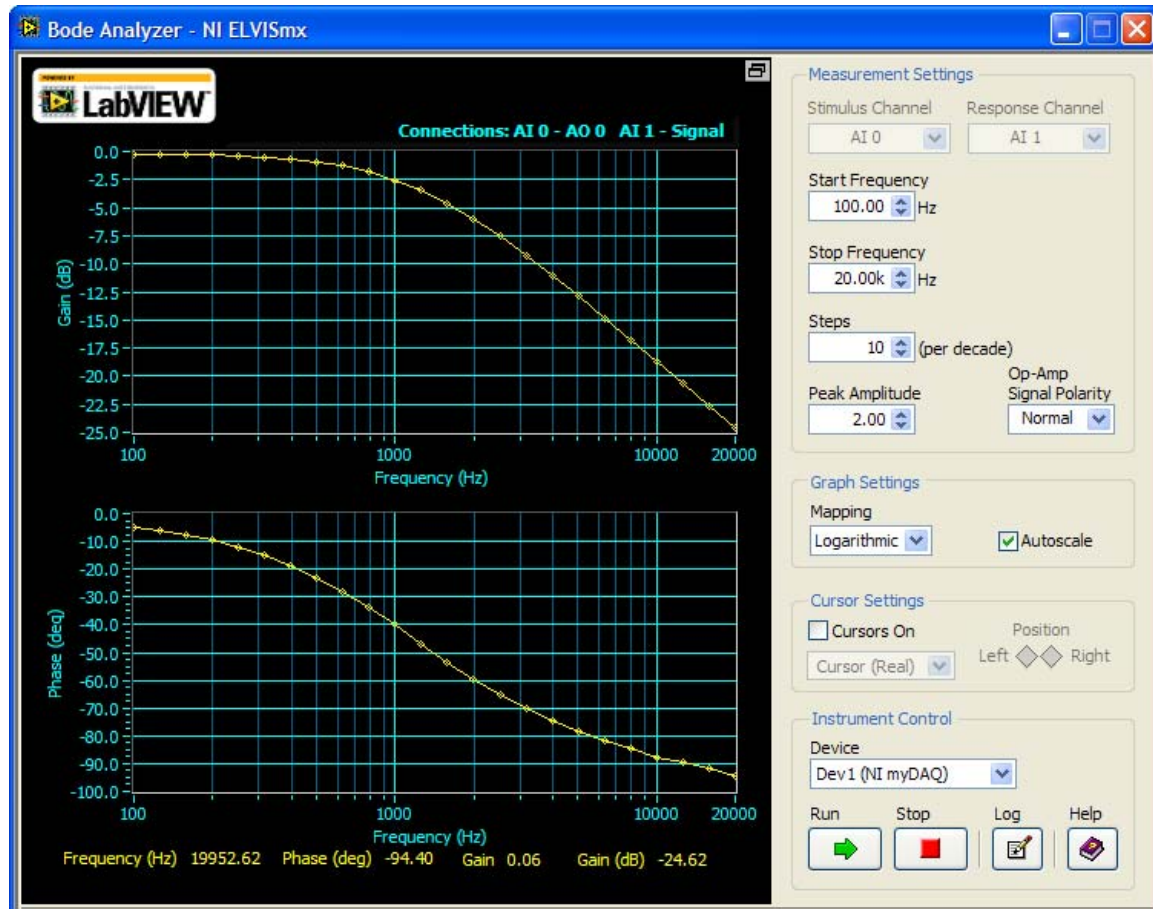 Bode Analyzer - NI ELVISmx
POWERED BY
LabVIEW
Connections: AI 0 - AO 0 AI 1 - Signal
0.0
-2.5
-5.0
-7.5
-10.0
-12.5
-15.0
-17.5
-20.0
-22.5
-25.0
Gain (dB)
100
1000
10000
20000
Frequency (Hz)
0.0
-10.0
-20.0
-30.0
-40.0
-50.0
-60.0
-70.0
-80.0
-90.0
-100.0
Phase (deg)
100
1000
10000
20000
Frequency (Hz)
Frequency (Hz) 19952.62 Phase (deg) -94.40 Gain 0.06 Gain (dB) -24.62
Measurement Settings
Stimulus Channel
Response Channel
AI 0
AI 1
Start Frequency
100.00 Hz
Stop Frequency
20.00k Hz
Steps
10 (per decade)
Peak Amplitude
2.00
Op-Amp
Signal Polarity
Normal
Graph Settings
Mapping
Logarithmic
Autoscale
Cursor Settings
Cursors On
Cursor (Real)
Position
Left Right
Instrument Control
Device
Dev1 (NI myDAQ)
Run Stop Log Help